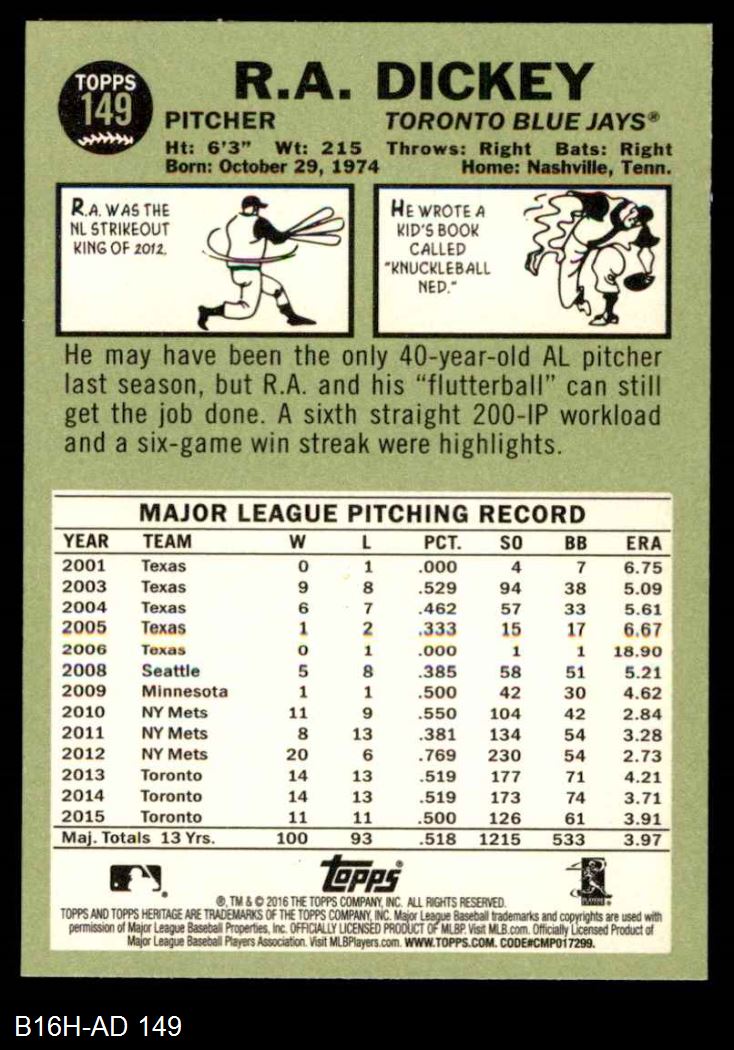 TOPPS
149
R.A. DICKEY
PITCHER TORONTO BLUE JAYS®
Ht: 6'3" Wt: 215 Throws: Right Bats: Right
Born: October 29, 1974 Home: Nashville, Tenn.
R.A. WAS THE
NL STRIKEOUT
KING OF 2012.
HE WROTE A
KID'S BOOK
CALLED
"KNUCKLEBALL
NED."
He may have been the only 40-year-old AL pitcher
last season, but R.A. and his “flutterball” can still
get the job done. A sixth straight 200-IP workload
and a six-game win streak were highlights.
MAJOR LEAGUE PITCHING RECORD
YEAR TEAM W L PCT. SO BB ERA
2001 Texas 0 1 .000 4 7 6.75
2003 Texas 9 8 .529 94 38 5.09
2004 Texas 6 7 .462 57 33 5.61
2005 Texas 1 2 .333 15 17 6.67
2006 Texas 0 1 .000 1 1 18.90
2008 Seattle 5 8 .385 58 51 5.21
2009 Minnesota 1 1 .500 42 30 4.62
2010 NY Mets 11 9 .550 104 42 2.84
2011 NY Mets 8 13 .381 134 54 3.28
2012 NY Mets 20 6 .769 230 54 2.73
2013 Toronto 14 13 .519 177 71 4.21
2014 Toronto 14 13 .519 173 74 3.71
2015 Toronto 11 11 .500 126 61 3.91
Maj. Totals 13 Yrs. 100 93 .518 1215 533 3.97
topps®
®, TM & © 2016 THE TOPPS COMPANY, INC. ALL RIGHTS RESERVED.
TOPPS AND TOPPS HERITAGE ARE TRADEMARKS OF THE TOPPS COMPANY, INC. Major League Baseball trademarks and copyrights are used with
permission of Major League Baseball Properties, Inc. OFFICIALLY LICENSED PRODUCT OF MLBP. Visit MLB.com. Officially Licensed Product of
Major League Baseball Players Association. Visit MLBPlayers.com. WWW.TOPPS.COM. CODE#CMP017299.
B16H-AD 149